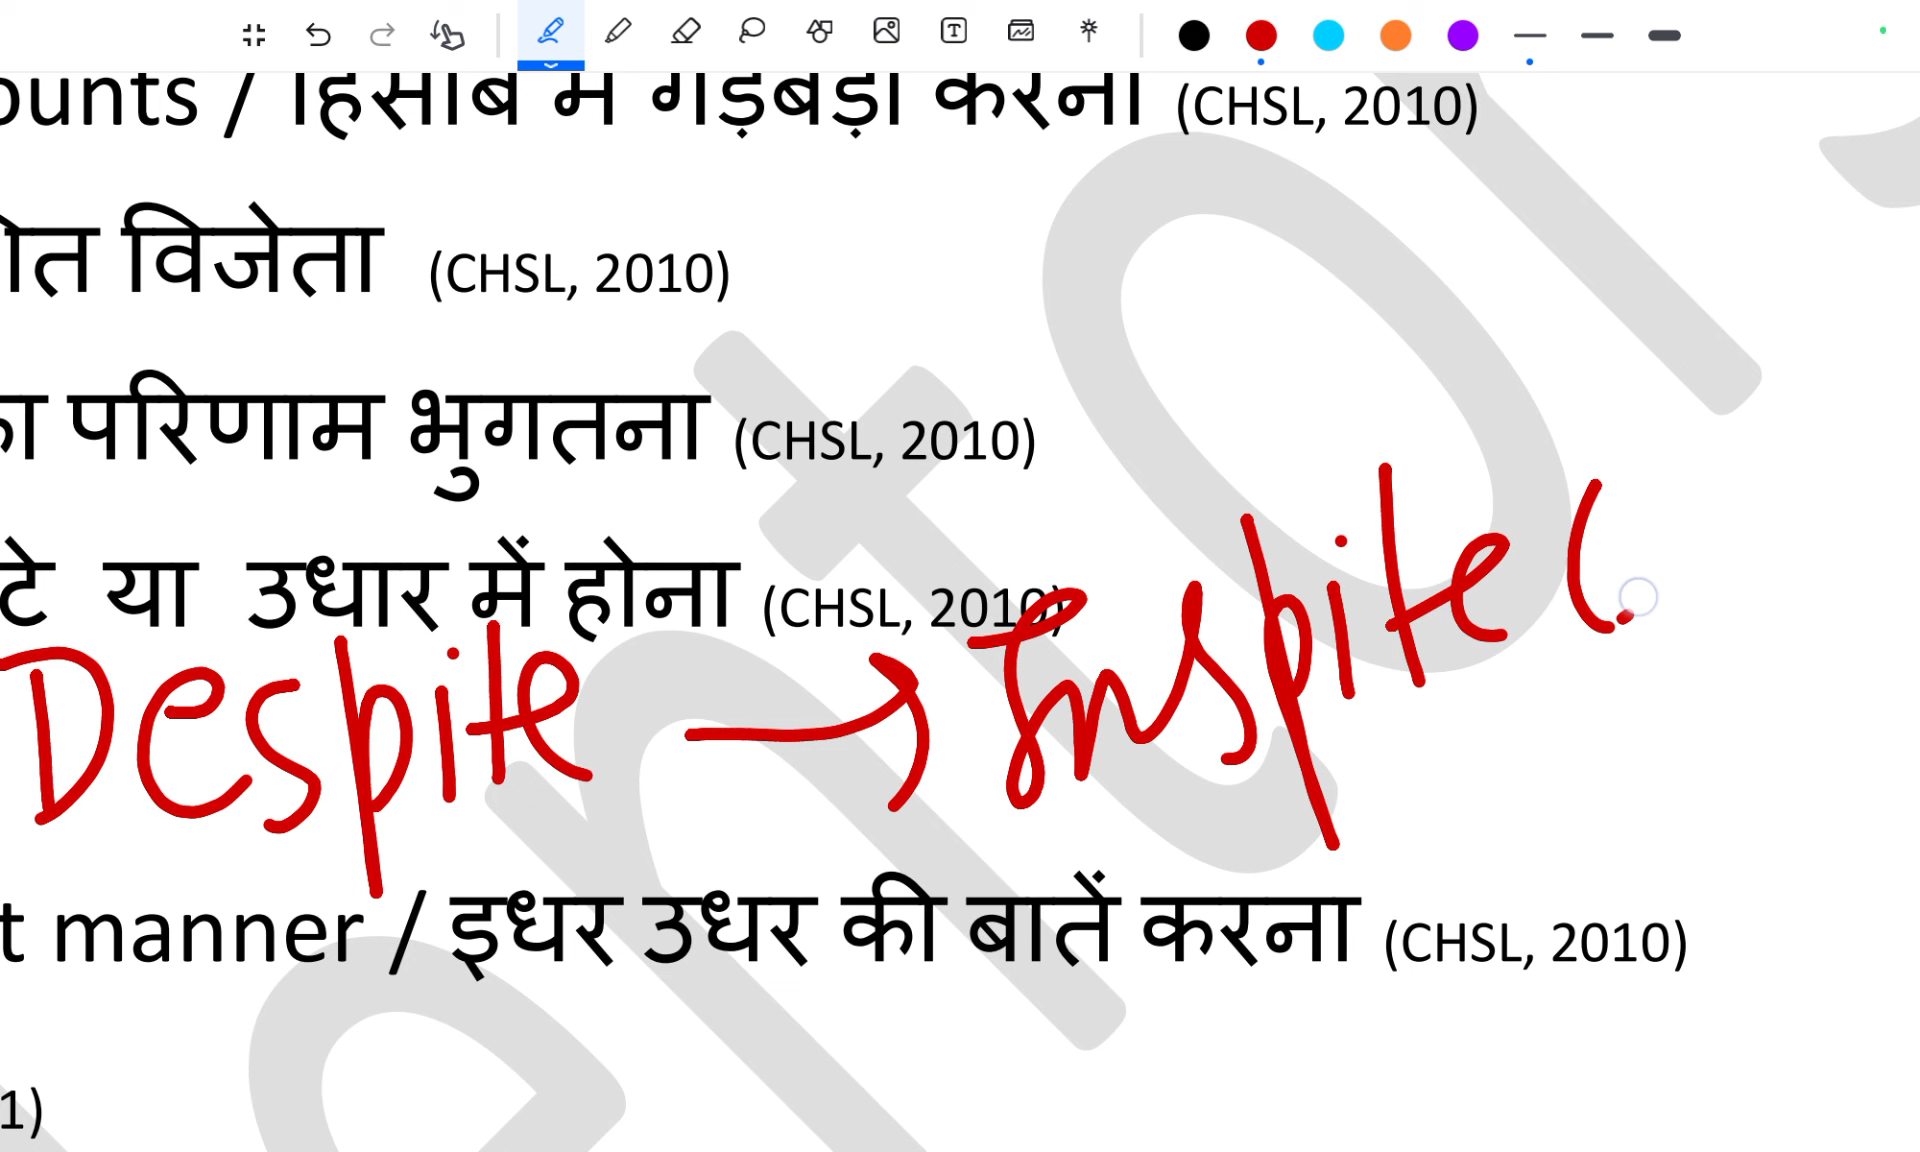 ounts / हिसाब में गड़बड़ी करना (CHSL, 2010)
विजेता (CHSL, 2010)
परिणाम भुगतना (CHSL, 2010)
या उधार में होना (CHSL, 2010)
Despite → Inspite (
t manner / इधर उधर की बातें करना (CHSL, 2010)
1)